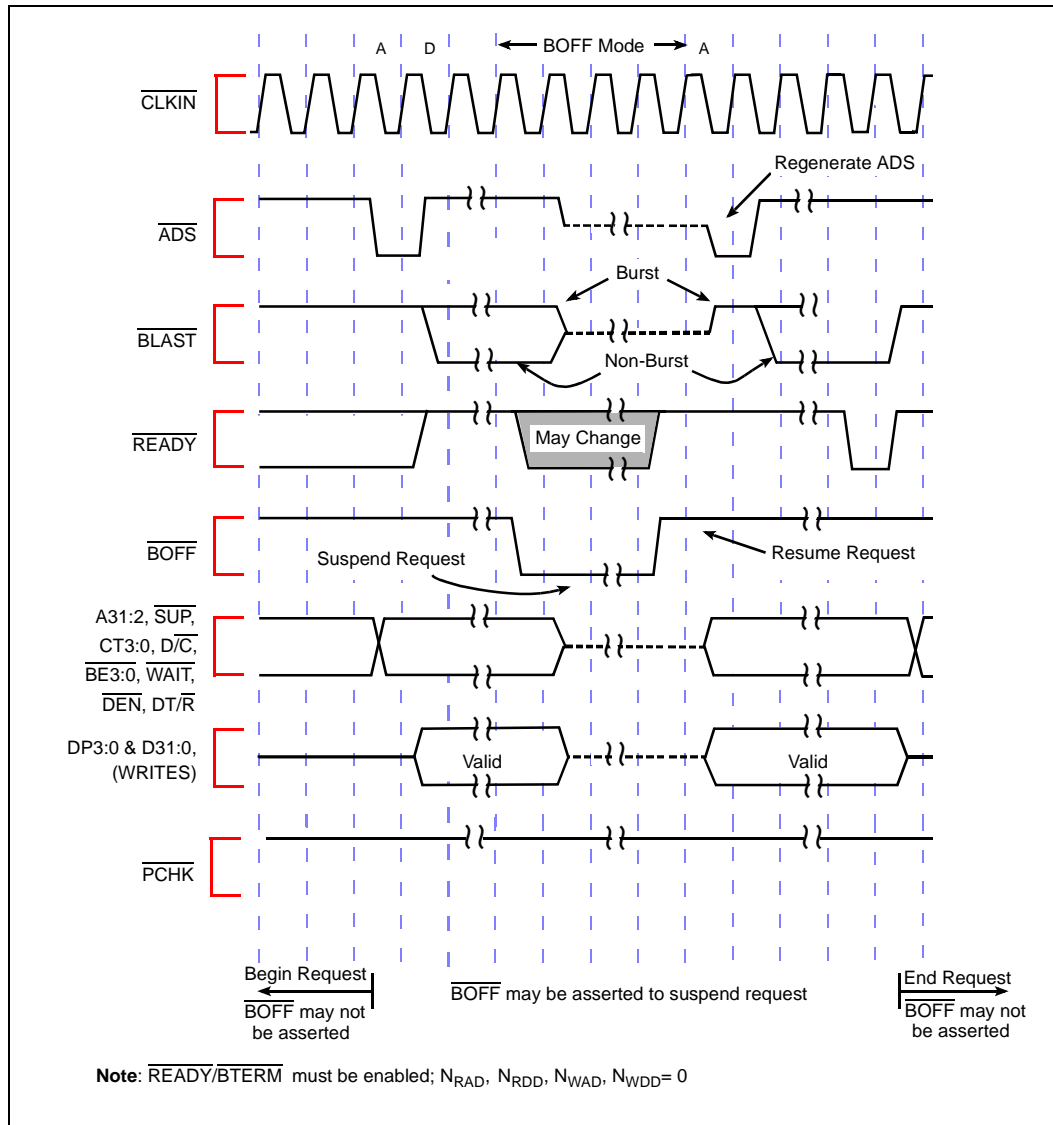 A D BOFF Mode A
CLKIN
Regenerate ADS
ADS
Burst
BLAST
Non-Burst
READY
May Change
BOFF
Suspend Request
Resume Request
A31:2, SUP,
CT3:0, D/C,
BE3:0, WAIT,
DEN, DT/R
DP3:0 & D31:0,
(WRITES)
Valid
Valid
PCHK
Begin Request
BOFF may not
be asserted
BOFF may be asserted to suspend request
End Request
BOFF may not
be asserted
Note: READY/BTERM must be enabled; NRAD, NRDD, NWAD, NWDD= 0